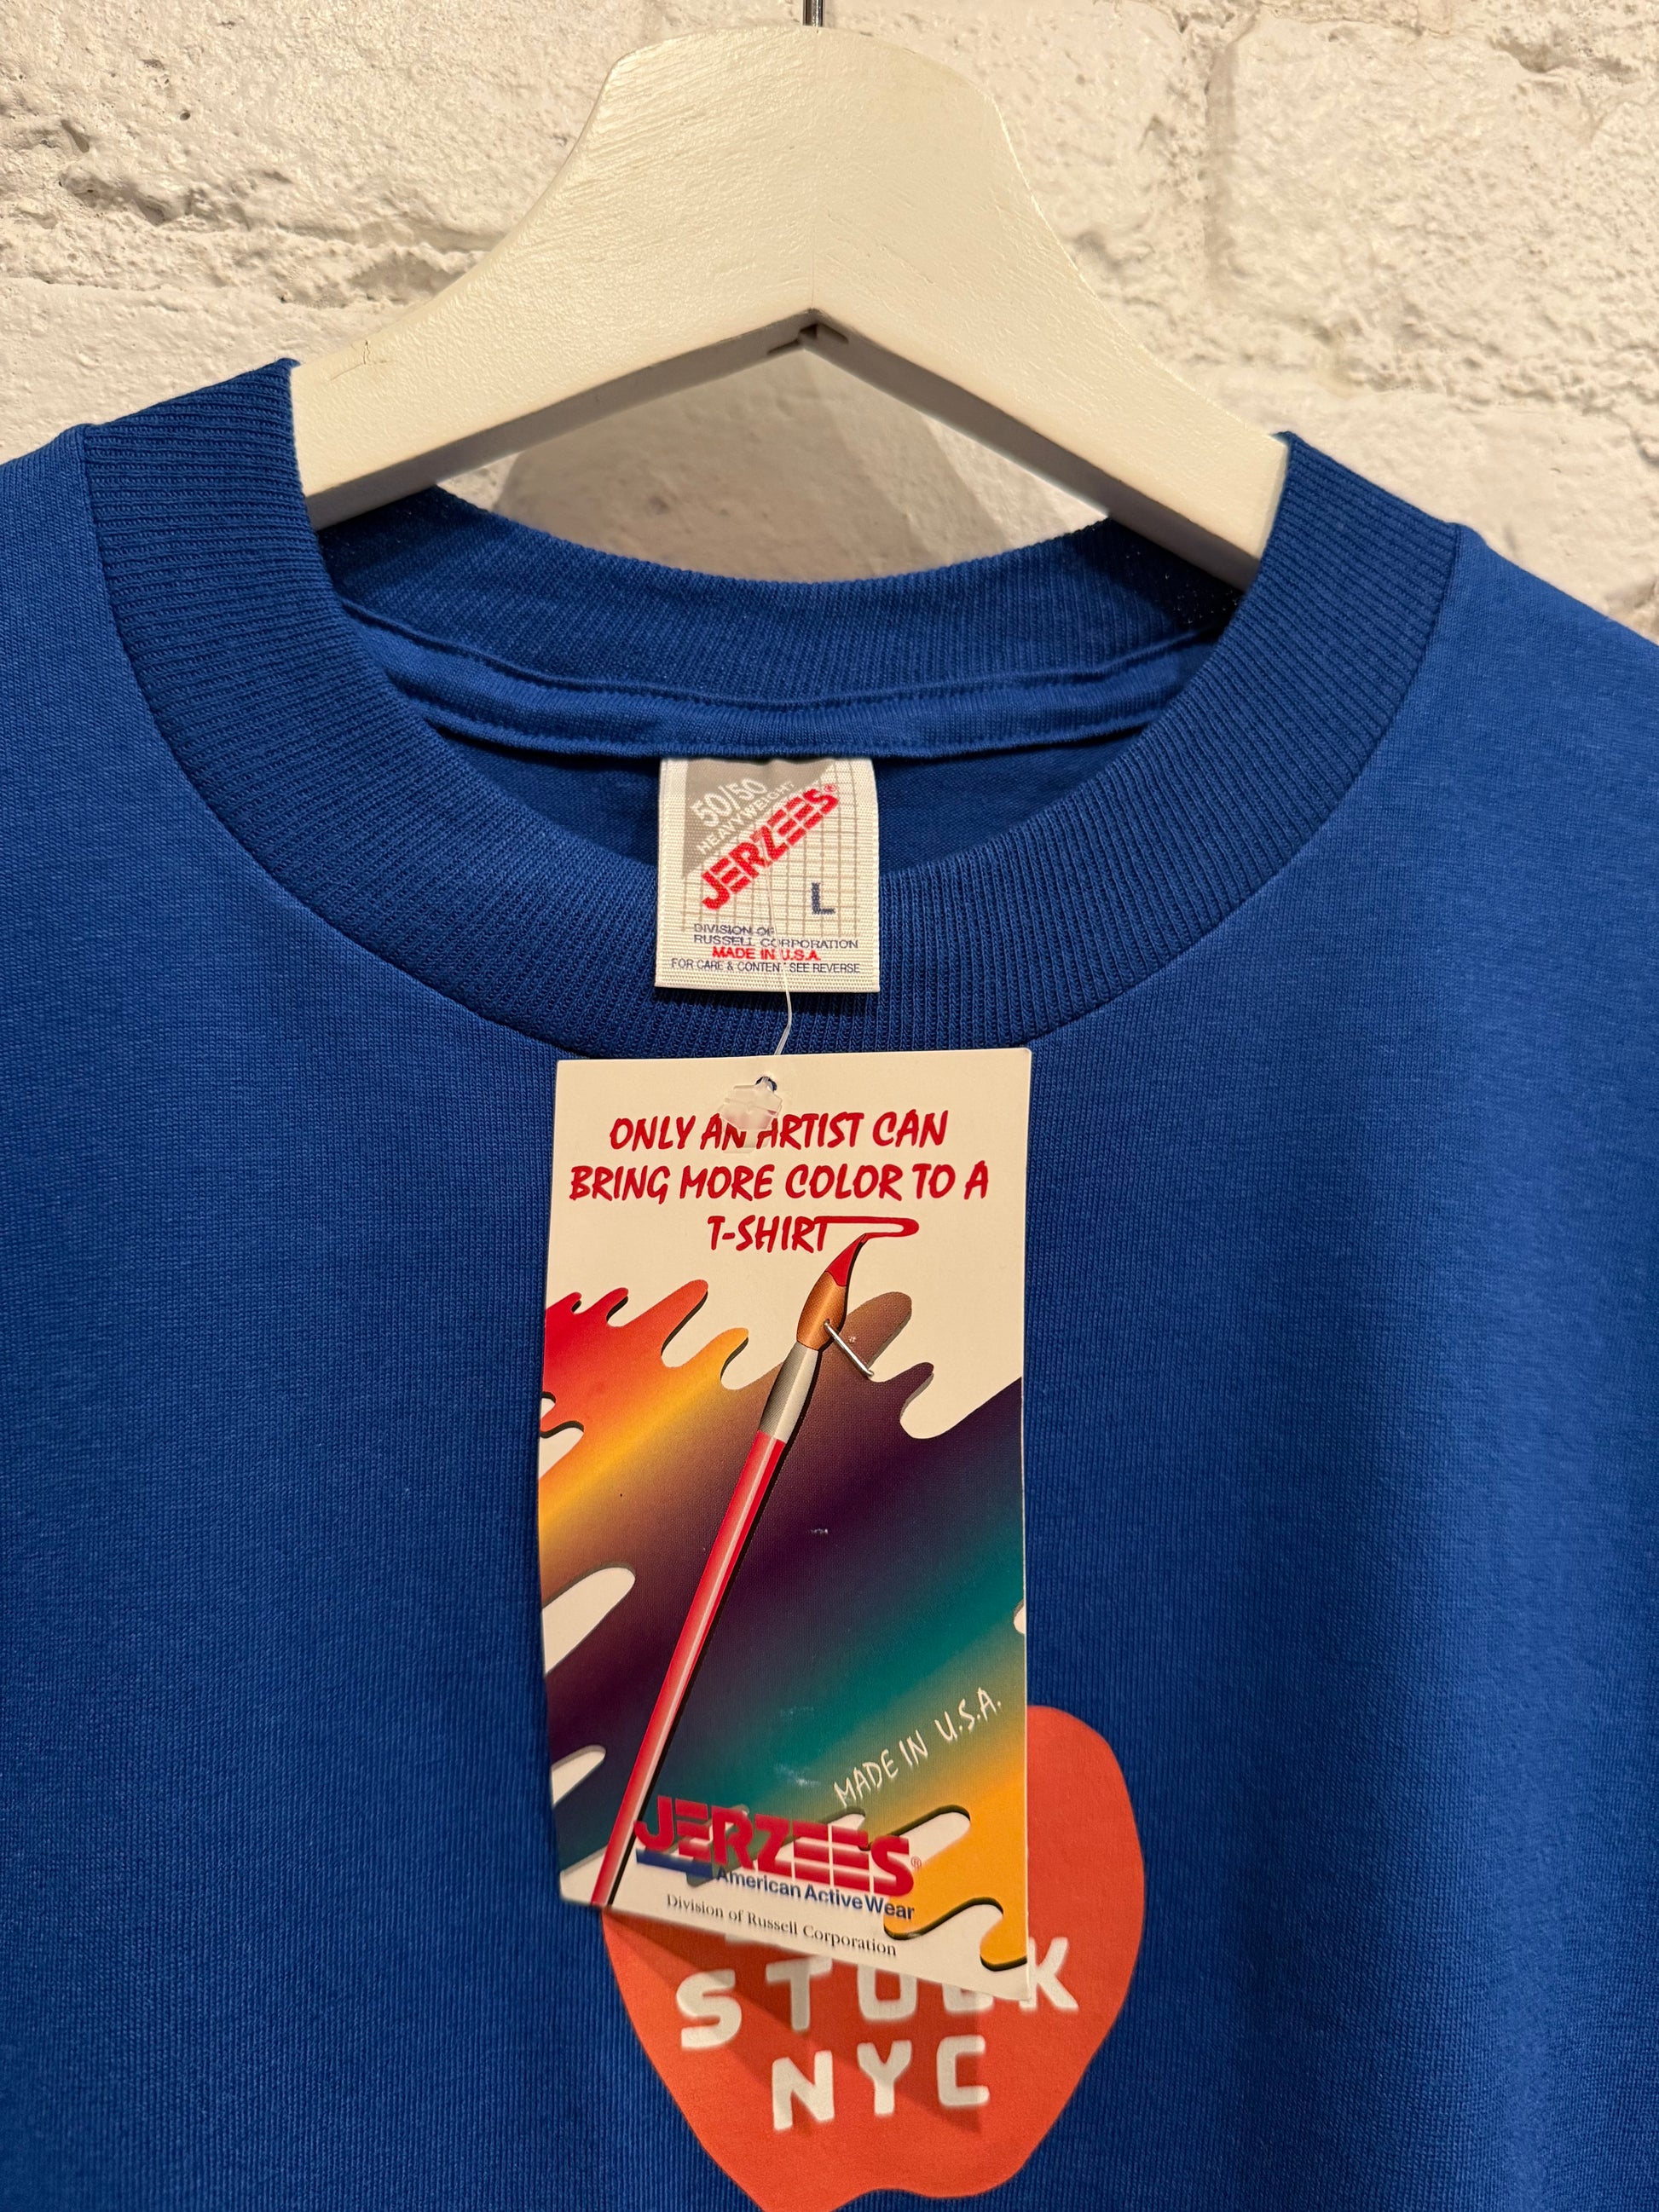 50/50
HEAVYWEIGHT
JERZEES®
L
DIVISION OF
RUSSELL CORPORATION
MADE IN U.S.A.
FOR CARE & CONTENT SEE REVERSE
ONLY AN ARTIST CAN
BRING MORE COLOR TO A
T-SHIRT
MADE IN U.S.A.
JERZEES®
American Active Wear
Division of Russell Corporation
STOCK
NYC